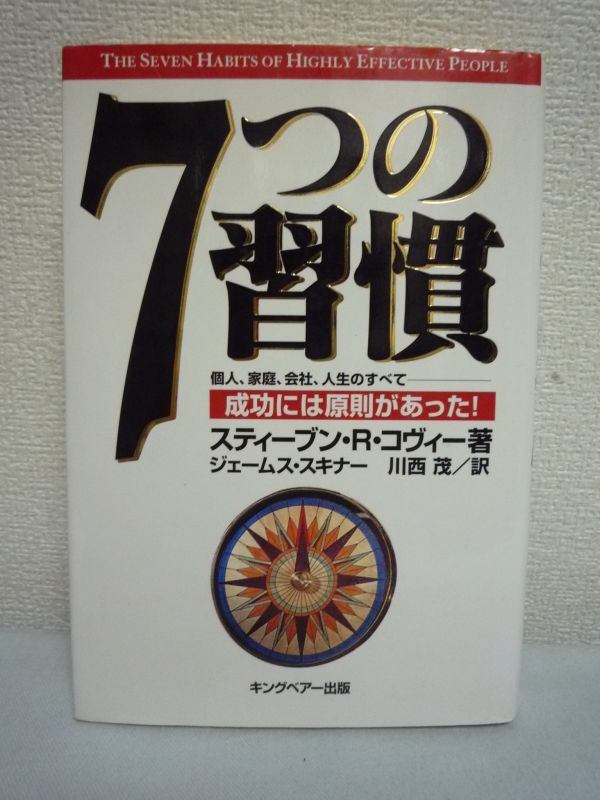 THE SEVEN HABITS OF HIGHLY EFFECTIVE PEOPLE
7つの
習慣
個人、家庭、会社、人生のすべて
成功には原則があった!
スティーブン・R・コヴィー著
ジェームス・スキナー 川西 茂/訳
キングベアー出版